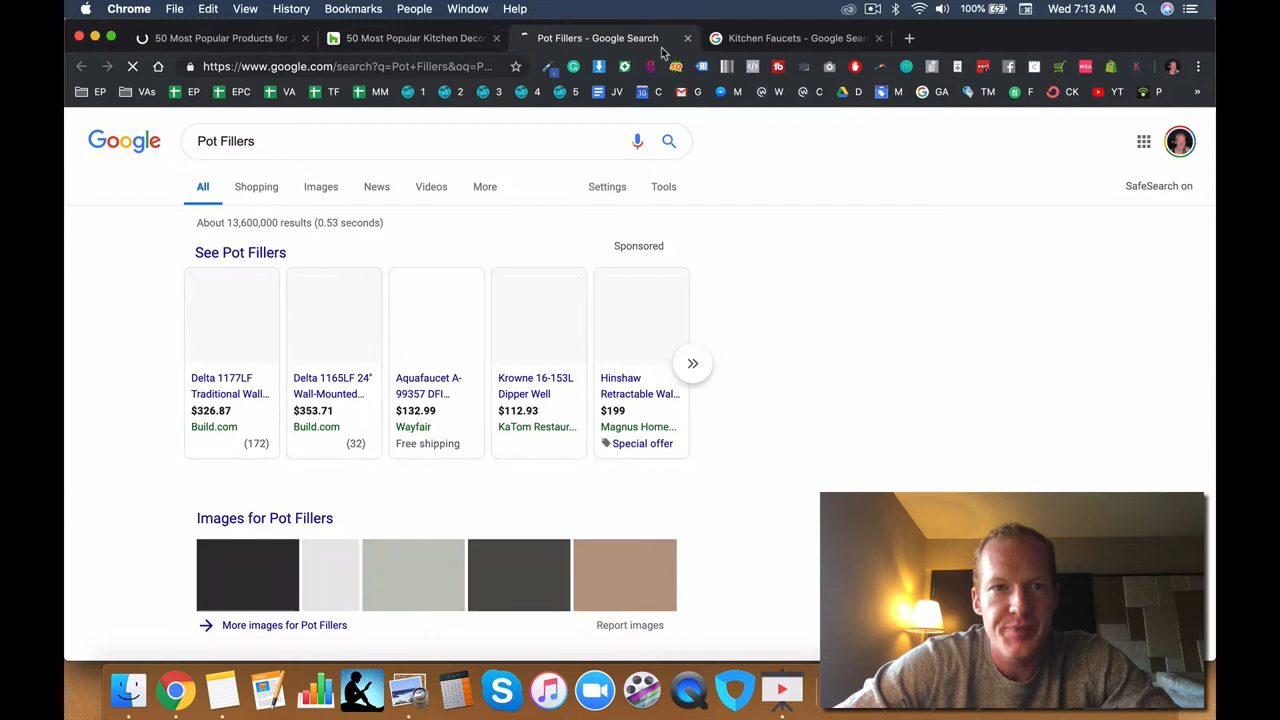 Chrome File Edit View History Bookmarks People Window Help 100% Wed 7:13 AM
50 Most Popular Products for 2 50 Most Popular Kitchen Deco Pot Fillers - Google Search Kitchen Faucets - Google Sear
https://www.google.com/search?q=Pot+Fillers&oq=P...
EP VAs EP EPC VA TF MM 1 2 3 4 5 JV C G M W C D M GA TM F CK YT P »
Google Pot Fillers
All Shopping Images News Videos More Settings Tools SafeSearch on
About 13,600,000 results (0.53 seconds)
See Pot Fillers Sponsored
Delta 1177LF Delta 1165LF 24" Aquafaucet A- Krowne 16-153L Hinshaw
Traditional Wall... Wall-Mounted... 99357 DFI... Dipper Well Retractable Wal...
$326.87 $353.71 $132.99 $112.93 $199
Build.com Build.com Wayfair KaTom Restaur... Magnus Home...
(172) (32) Free shipping Special offer
Images for Pot Fillers
More images for Pot Fillers Report images